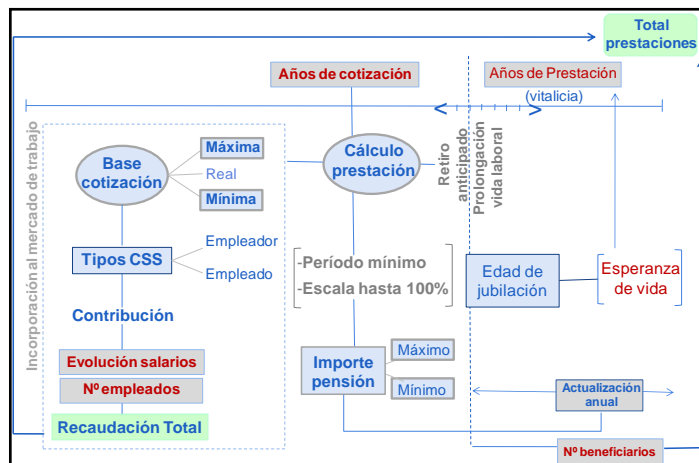 Total
prestaciones
Años de cotización
Años de Prestación
(vitalicia)
Incorporación al mercado de trabajo
Base
cotización
Máxima
Real
Mínima
Cálculo
prestación
Retiro
anticipado
Prolongación
vida laboral
Tipos CSS
Empleador
Empleado
-Período mínimo
-Escala hasta 100%
Edad de
jubilación
Esperanza
de vida
Contribución
Evolución salarios
Nº empleados
Recaudación Total
Importe
pensión
Máximo
Mínimo
Actualización
anual
Nº beneficiarios